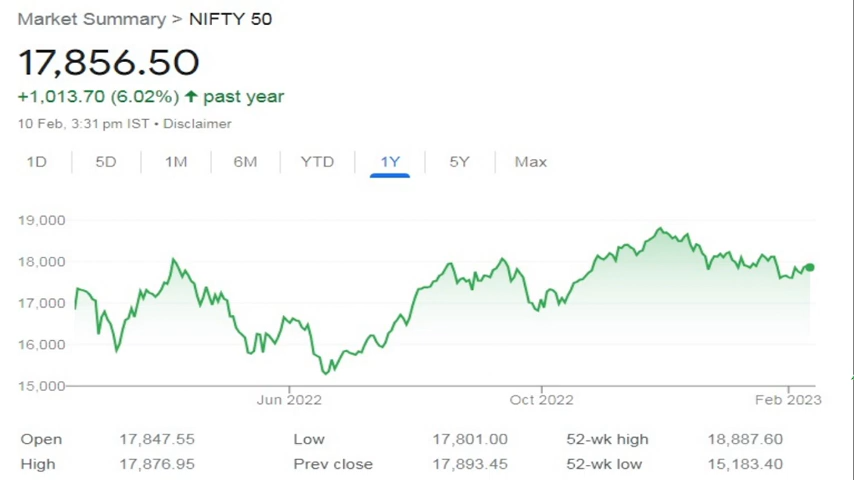 Market Summary > NIFTY 50
17,856.50
+1,013.70 (6.02%) ↑ past year
10 Feb, 3:31 pm IST • Disclaimer
1D 5D 1M 6M YTD 1Y 5Y Max
19,000
18,000
17,000
16,000
15,000
Jun 2022 Oct 2022 Feb 2023
Open 17,847.55 Low 17,801.00 52-wk high 18,887.60
High 17,876.95 Prev close 17,893.45 52-wk low 15,183.40